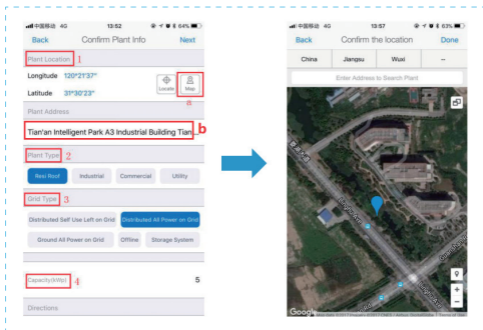 中国移动 4G 13:52 64%
Back Confirm Plant Info Next
Plant Location 1
Longitude 120°21'37"
Latitude 31°30'23"
Locate Map
a
Plant Address
Tian'an Intelligent Park A3 Industrial Building Tian... b
Plant Type 2
Resi Roof Industrial Commercial Utility
Grid Type 3
Distributed Self Use Left on Grid Distributed All Power on Grid
Ground All Power on Grid Offline Storage System
Capacity(kWp) 4 5
Directions
中国移动 4G 13:57 63%
Back Confirm the location Done
China Jiangsu Wuxi --
Enter Address to Search Plant
+
−
Google